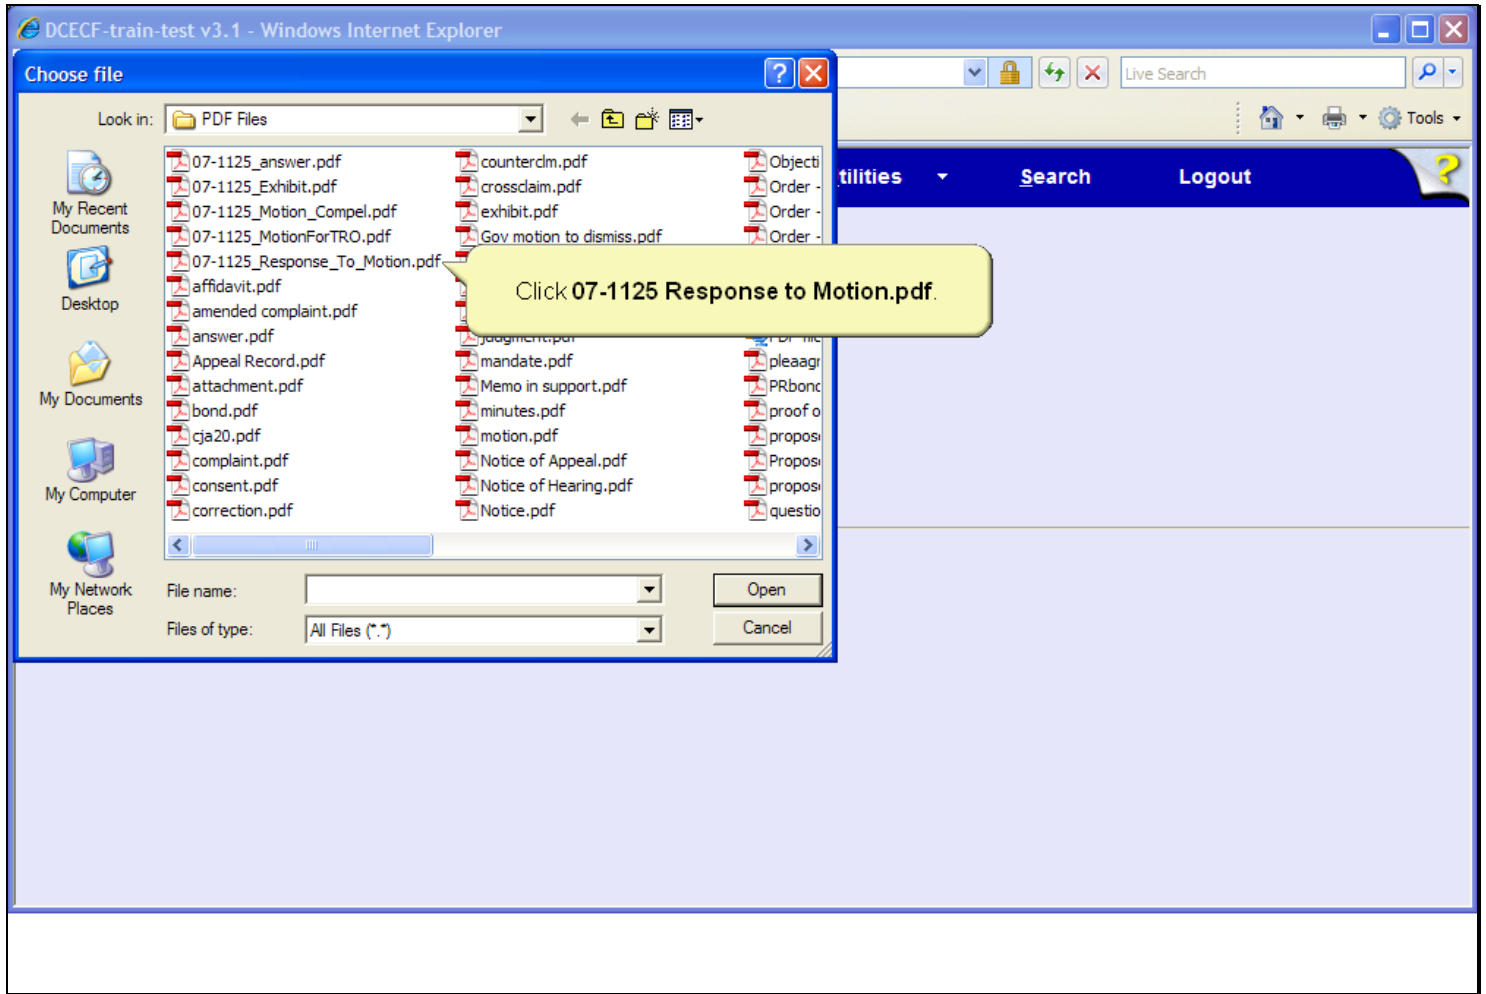 DCECF-train-test v3.1 - Windows Internet Explorer
Choose file
Live Search
Look in:
PDF Files
Tools
tilities
Search
Logout
My Recent
Documents
Desktop
My Documents
My Computer
My Network
Places
07-1125_answer.pdf
07-1125_Exhibit.pdf
07-1125_Motion_Compel.pdf
07-1125_MotionForTRO.pdf
07-1125_Response_To_Motion.pdf
affidavit.pdf
amended complaint.pdf
answer.pdf
Appeal Record.pdf
attachment.pdf
bond.pdf
cja20.pdf
complaint.pdf
consent.pdf
correction.pdf
counterclm.pdf
crossclaim.pdf
exhibit.pdf
Gov motion to dismiss.pdf
Click 07-1125 Response to Motion.pdf.
judgment.pdf
mandate.pdf
Memo in support.pdf
minutes.pdf
motion.pdf
Notice of Appeal.pdf
Notice of Hearing.pdf
Notice.pdf
Objecti
Order -
Order -
Order -
PDF file
pleaagr
PRbond
proof o
propos
Propos
propos
questio
File name:
Open
Files of type:
All Files (*.*)
Cancel